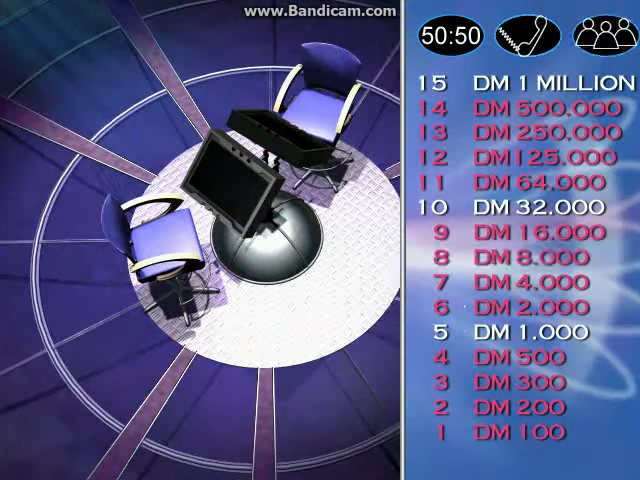 www.Bandicam.com
50:50
15 DM 1 MILLION
14 DM 500.000
13 DM 250.000
12 DM 125.000
11 DM 64.000
10 DM 32.000
9 DM 16.000
8 DM 8.000
7 DM 4.000
6 DM 2.000
5 DM 1.000
4 DM 500
3 DM 300
2 DM 200
1 DM 100